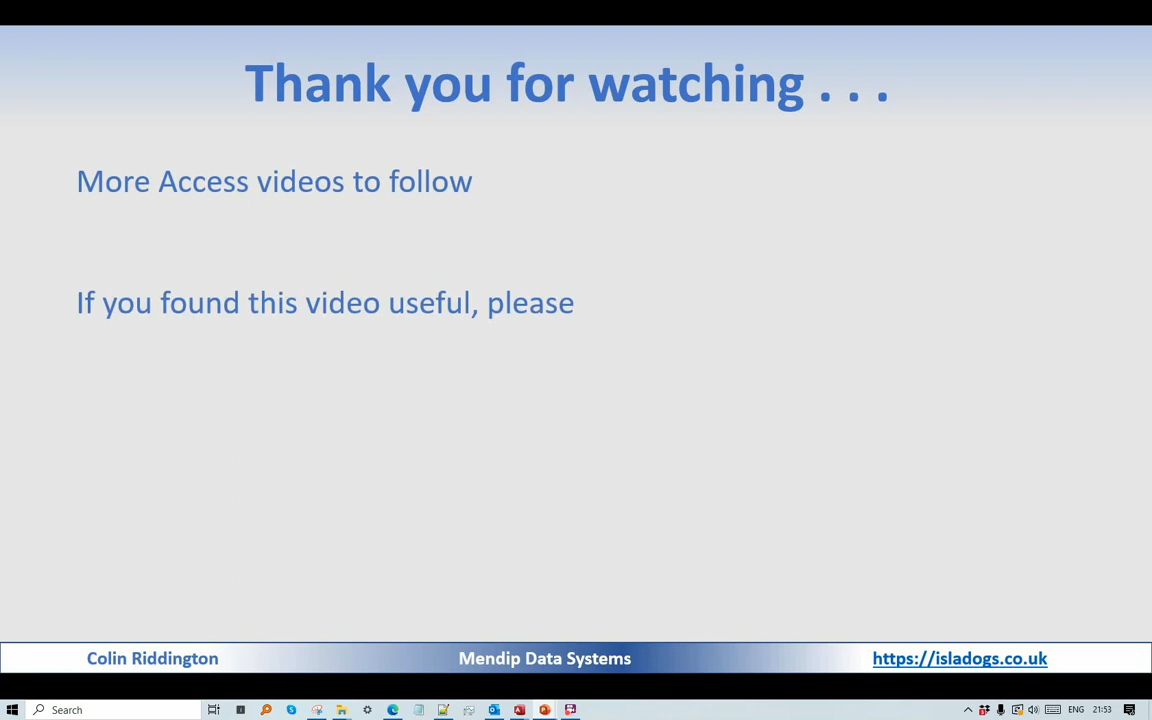 Thank you for watching . . .
More Access videos to follow
If you found this video useful, please
Colin Riddington
Mendip Data Systems
https://isladogs.co.uk
Search
ENG
21:53